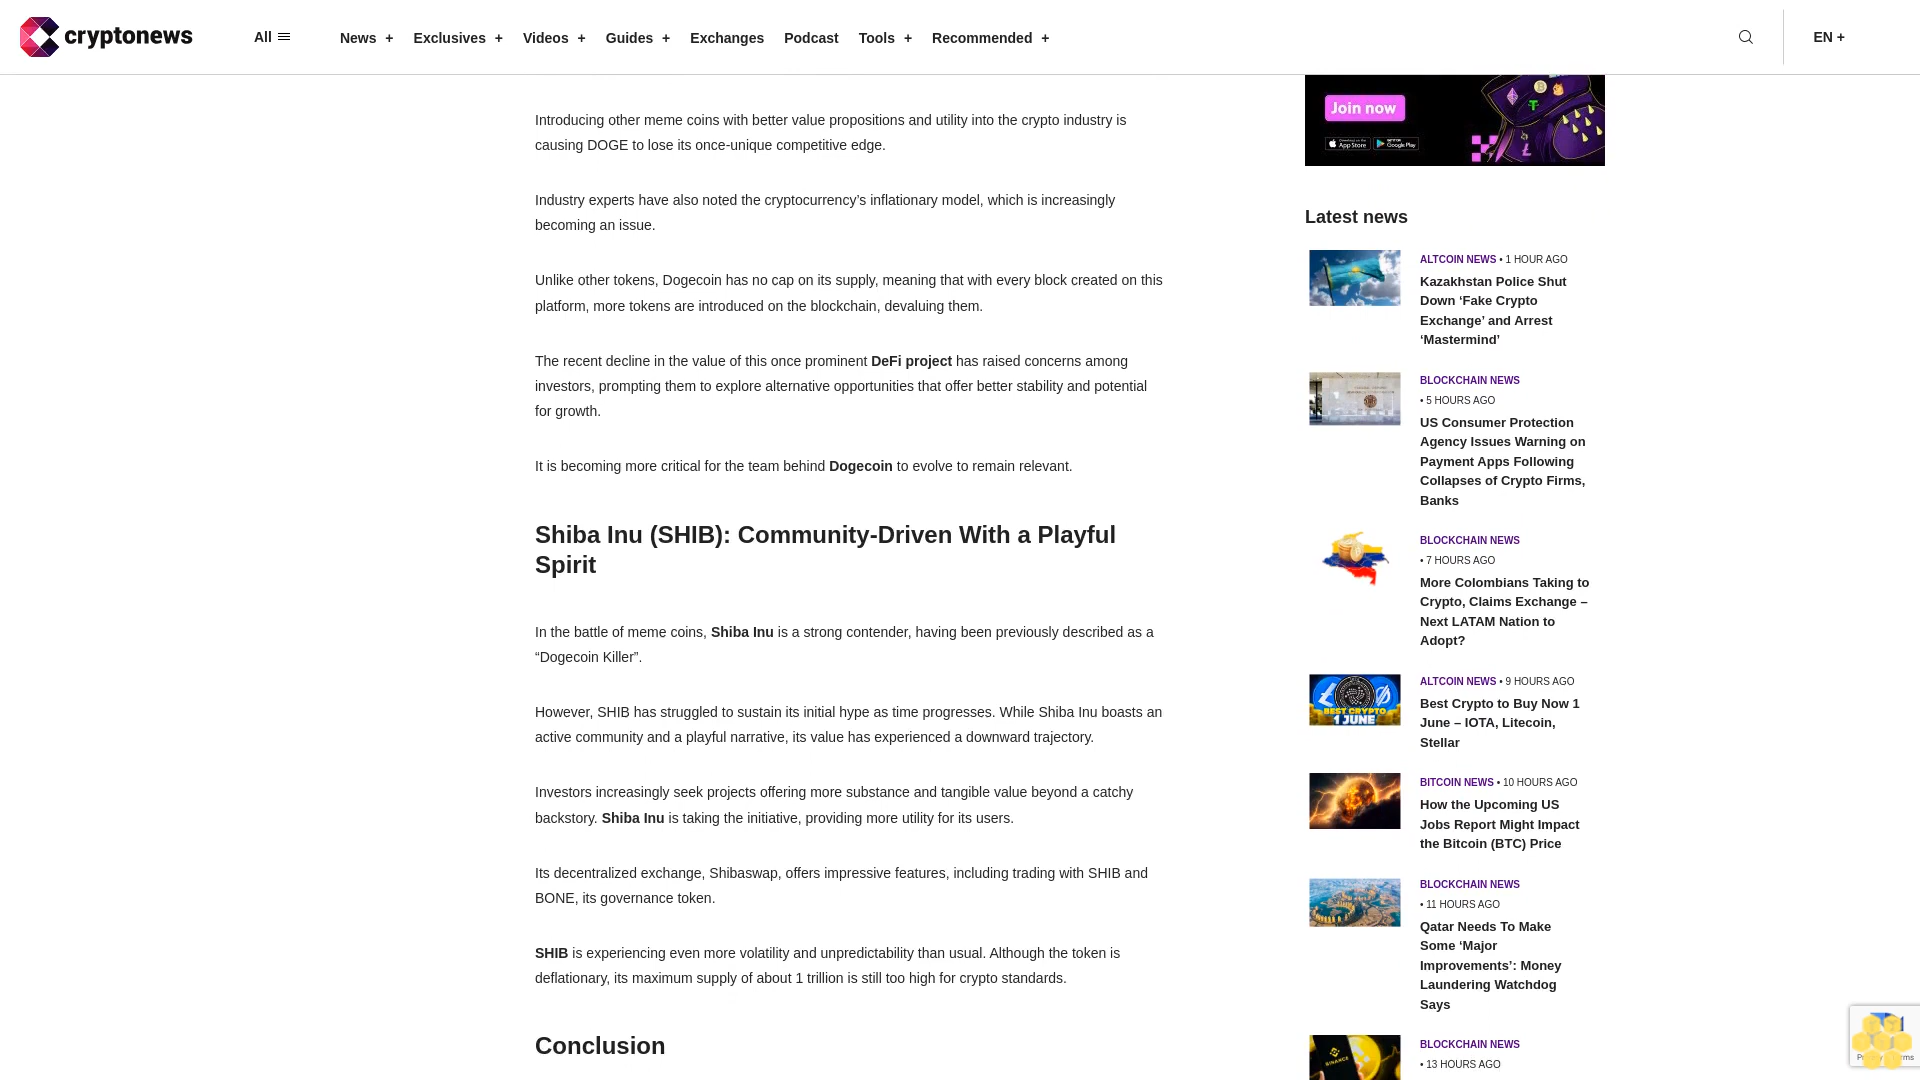 cryptonews
All
News +
Exclusives +
Videos +
Guides +
Exchanges
Podcast
Tools +
Recommended +
EN +
Introducing other meme coins with better value propositions and utility into the crypto industry is
causing DOGE to lose its once-unique competitive edge.
Industry experts have also noted the cryptocurrency’s inflationary model, which is increasingly
becoming an issue.
Unlike other tokens, Dogecoin has no cap on its supply, meaning that with every block created on this
platform, more tokens are introduced on the blockchain, devaluing them.
The recent decline in the value of this once prominent DeFi project has raised concerns among
investors, prompting them to explore alternative opportunities that offer better stability and potential
for growth.
It is becoming more critical for the team behind Dogecoin to evolve to remain relevant.
Shiba Inu (SHIB): Community-Driven With a Playful
Spirit
In the battle of meme coins, Shiba Inu is a strong contender, having been previously described as a
“Dogecoin Killer”.
However, SHIB has struggled to sustain its initial hype as time progresses. While Shiba Inu boasts an
active community and a playful narrative, its value has experienced a downward trajectory.
Investors increasingly seek projects offering more substance and tangible value beyond a catchy
backstory. Shiba Inu is taking the initiative, providing more utility for its users.
Its decentralized exchange, Shibaswap, offers impressive features, including trading with SHIB and
BONE, its governance token.
SHIB is experiencing even more volatility and unpredictability than usual. Although the token is
deflationary, its maximum supply of about 1 trillion is still too high for crypto standards.
Conclusion
Join now
App Store
Google Play
Latest news
ALTCOIN NEWS • 1 HOUR AGO
Kazakhstan Police Shut
Down ‘Fake Crypto
Exchange’ and Arrest
‘Mastermind’
BLOCKCHAIN NEWS
• 5 HOURS AGO
US Consumer Protection
Agency Issues Warning on
Payment Apps Following
Collapses of Crypto Firms,
Banks
BLOCKCHAIN NEWS
• 7 HOURS AGO
More Colombians Taking to
Crypto, Claims Exchange –
Next LATAM Nation to
Adopt?
BEST CRYPTO
1 JUNE
ALTCOIN NEWS • 9 HOURS AGO
Best Crypto to Buy Now 1
June – IOTA, Litecoin,
Stellar
BITCOIN NEWS • 10 HOURS AGO
How the Upcoming US
Jobs Report Might Impact
the Bitcoin (BTC) Price
BLOCKCHAIN NEWS
• 11 HOURS AGO
Qatar Needs To Make
Some ‘Major
Improvements’: Money
Laundering Watchdog
Says
BINANCE
BLOCKCHAIN NEWS
• 13 HOURS AGO